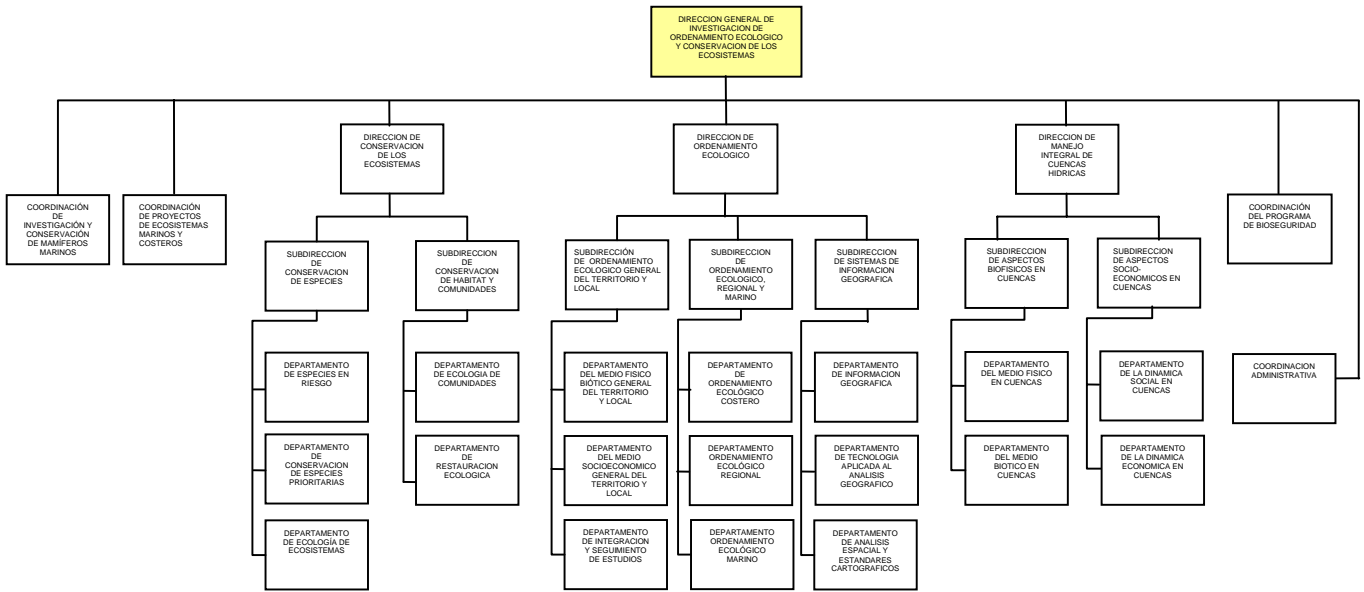 DIRECCION GENERAL DE
INVESTIGACION DE
ORDENAMIENTO ECOLOGICO
Y CONSERVACION DE LOS
ECOSISTEMAS
DIRECCION DE
CONSERVACION
DE LOS
ECOSISTEMAS
DIRECCION DE
ORDENAMIENTO
ECOLOGICO
DIRECCION DE
MANEJO
INTEGRAL DE
CUENCAS
HIDRICAS
COORDINACIÓN
DE
INVESTIGACIÓN Y
CONSERVACIÓN
DE MAMÍFEROS
MARINOS
COORDINACIÓN
DE PROYECTOS
DE ECOSISTEMAS
MARINOS Y
COSTEROS
COORDINACIÓN
DEL PROGRAMA
DE BIOSEGURIDAD
SUBDIRECCION
DE
CONSERVACION
DE ESPECIES
SUBDIRECCION
DE
CONSERVACION
DE HABITAT Y
COMUNIDADES
SUBDIRECCIÓN
DE ORDENAMIENTO
ECOLOGICO GENERAL
DEL TERRITORIO Y
LOCAL
SUBDIRECCION
DE
ORDENAMIENTO
ECOLOGICO,
REGIONAL Y
MARINO
SUBDIRECCION
DE SISTEMAS DE
INFORMACION
GEOGRAFICA
SUBDIRECCION
DE ASPECTOS
BIOFISICOS EN
CUENCAS
SUBDIRECCION
DE ASPECTOS
SOCIO-
ECONOMICOS EN
CUENCAS
DEPARTAMENTO
DE ESPECIES EN
RIESGO
DEPARTAMENTO
DE ECOLOGIA DE
COMUNIDADES
DEPARTAMENTO
DEL MEDIO FISICO
BIÓTICO GENERAL
DEL TERRITORIO
Y LOCAL
DEPARTAMENTO
DE
ORDENAMIENTO
ECOLÓGICO
COSTERO
DEPARTAMENTO
DE INFORMACION
GEOGRAFICA
DEPARTAMENTO
DEL MEDIO FISICO
EN CUENCAS
DEPARTAMENTO
DE LA DINAMICA
SOCIAL EN
CUENCAS
COORDINACION
ADMINISTRATIVA
DEPARTAMENTO
DE
CONSERVACION
DE ESPECIES
PRIORITARIAS
DEPARTAMENTO
DE
RESTAURACION
ECOLOGICA
DEPARTAMENTO
DEL MEDIO
SOCIOECONOMICO
GENERAL DEL
TERRITORIO Y
LOCAL
DEPARTAMENTO
ORDENAMIENTO
ECOLÓGICO
REGIONAL
DEPARTAMENTO
DE TECNOLOGIA
APLICADA AL
ANALISIS
GEOGRAFICO
DEPARTAMENTO
DEL MEDIO
BIOTICO EN
CUENCAS
DEPARTAMENTO
DE LA DINAMICA
ECONOMICA EN
CUENCAS
DEPARTAMENTO
DE ECOLOGÍA DE
ECOSISTEMAS
DEPARTAMENTO
DE INTEGRACION
Y SEGUIMIENTO
DE ESTUDIOS
DEPARTAMENTO
ORDENAMIENTO
ECOLÓGICO
MARINO
DEPARTAMENTO
DE ANALISIS
ESPACIAL Y
ESTANDARES
CARTOGRAFICOS